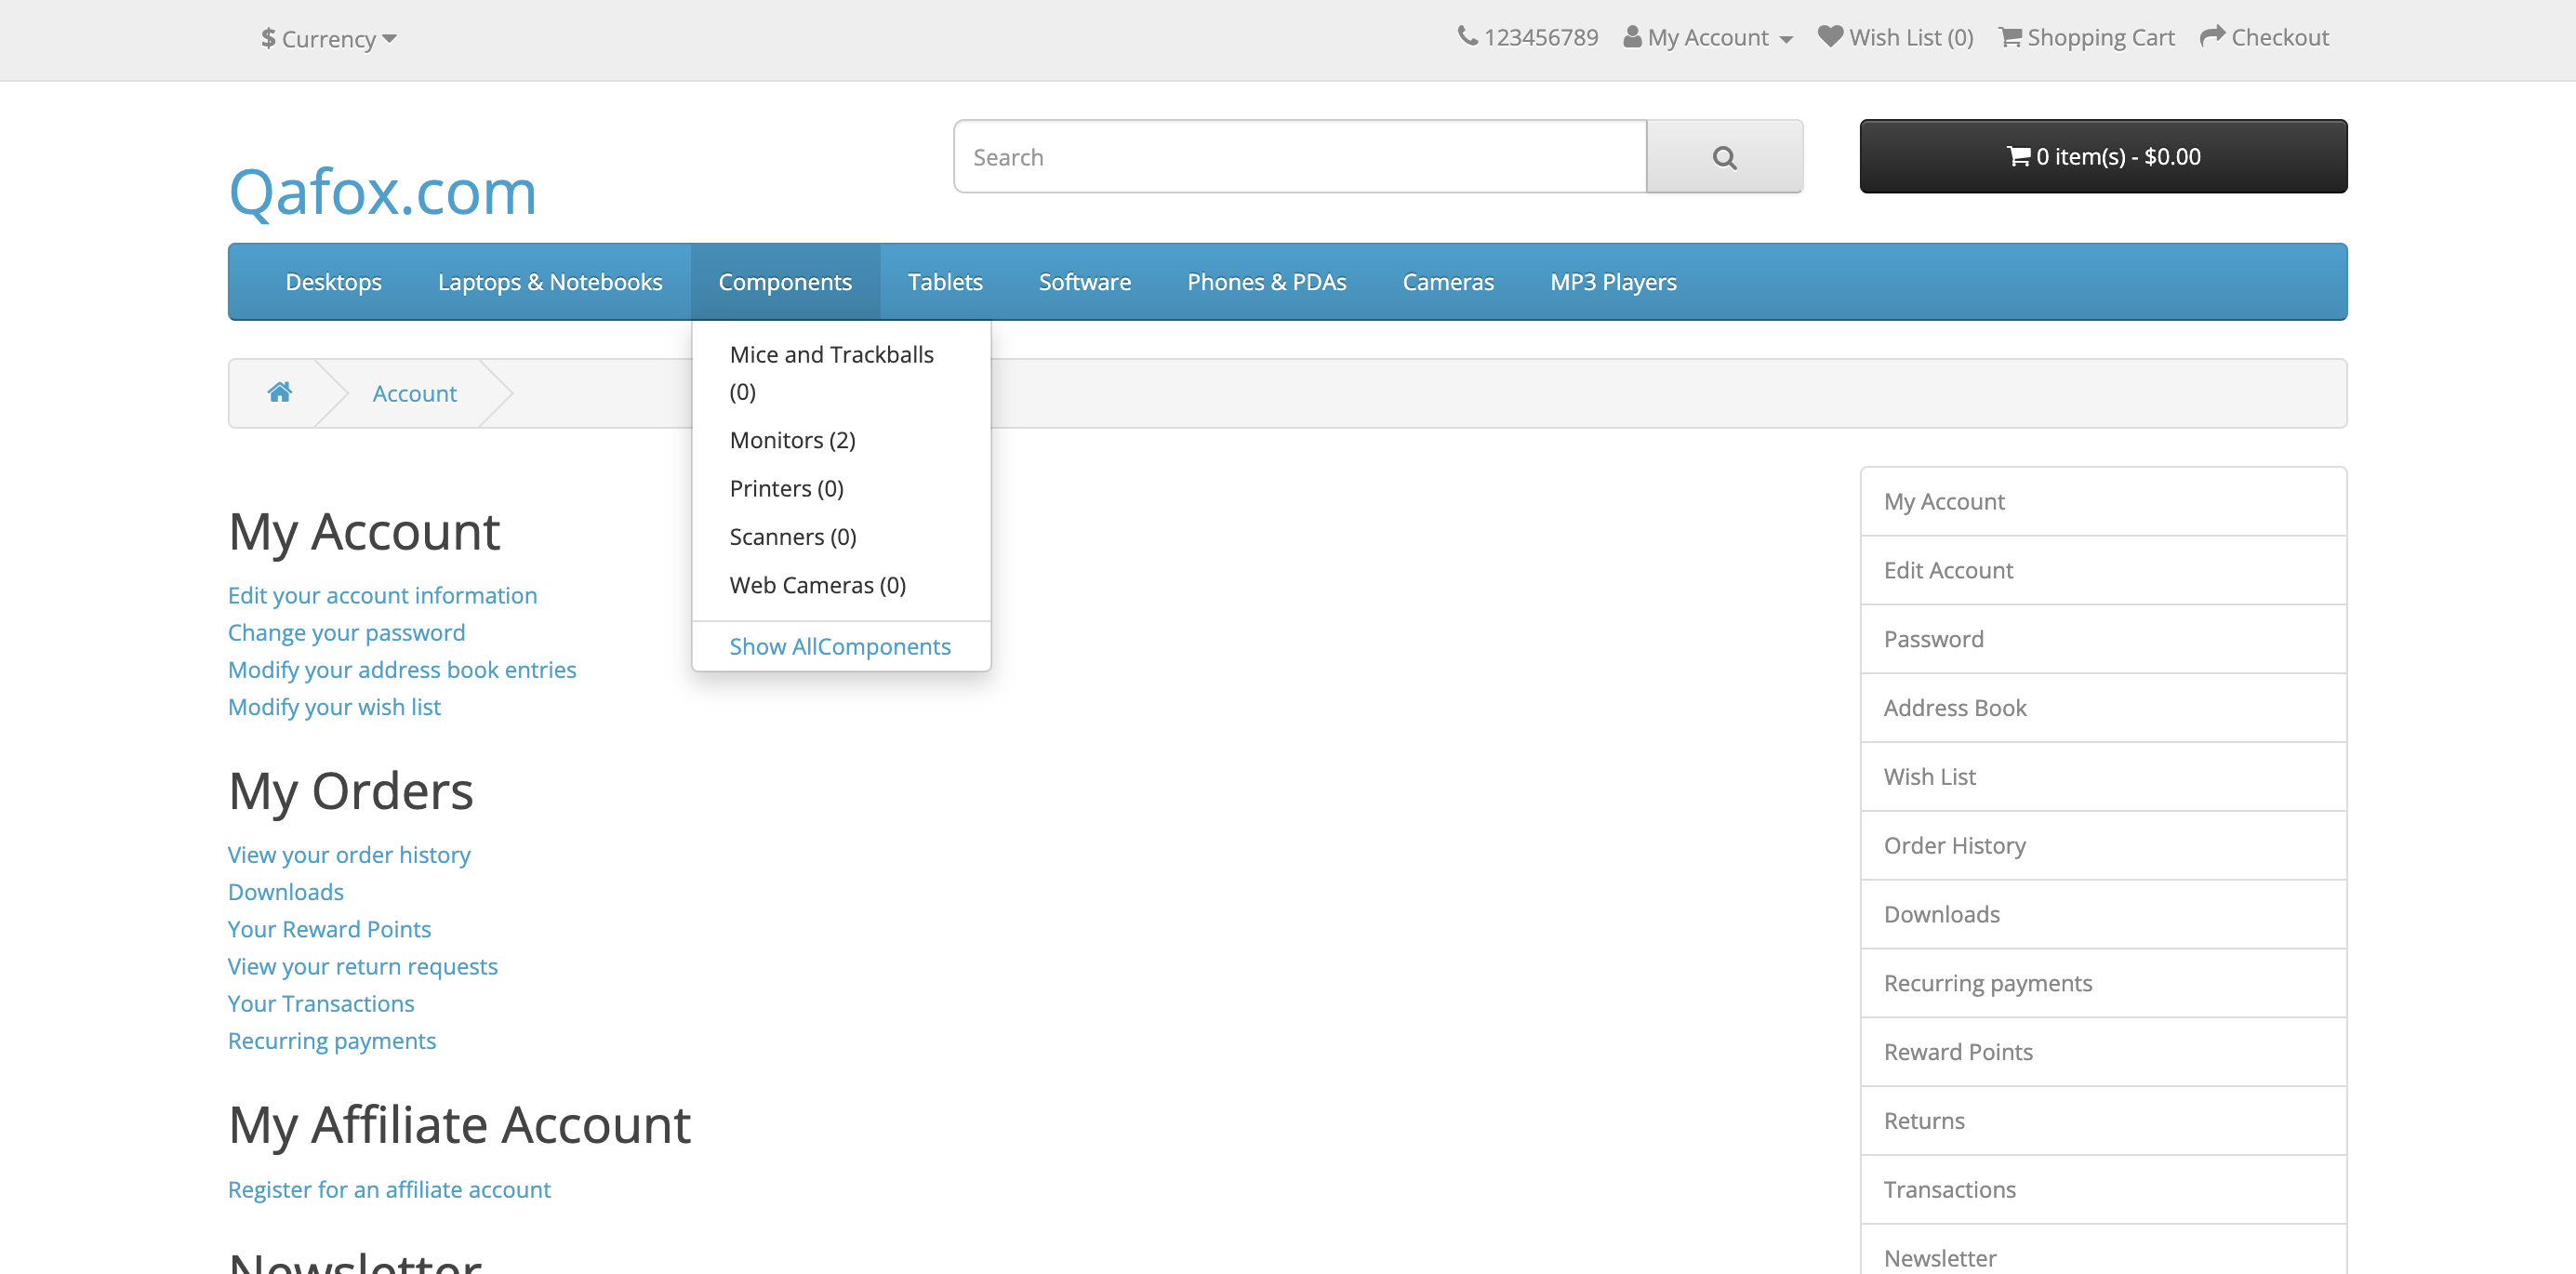 $ Currency
123456789 My Account Wish List (0) Shopping Cart Checkout
Qafox.com
Search
0 item(s) - $0.00
Desktops Laptops & Notebooks Components Tablets Software Phones & PDAs Cameras MP3 Players
Mice and Trackballs
(0)
Monitors (2)
Printers (0)
Scanners (0)
Web Cameras (0)
Show AllComponents
Account
My Account
Edit your account information
Change your password
Modify your address book entries
Modify your wish list
My Orders
View your order history
Downloads
Your Reward Points
View your return requests
Your Transactions
Recurring payments
My Affiliate Account
Register for an affiliate account
Newsletter
My Account
Edit Account
Password
Address Book
Wish List
Order History
Downloads
Recurring payments
Reward Points
Returns
Transactions
Newsletter